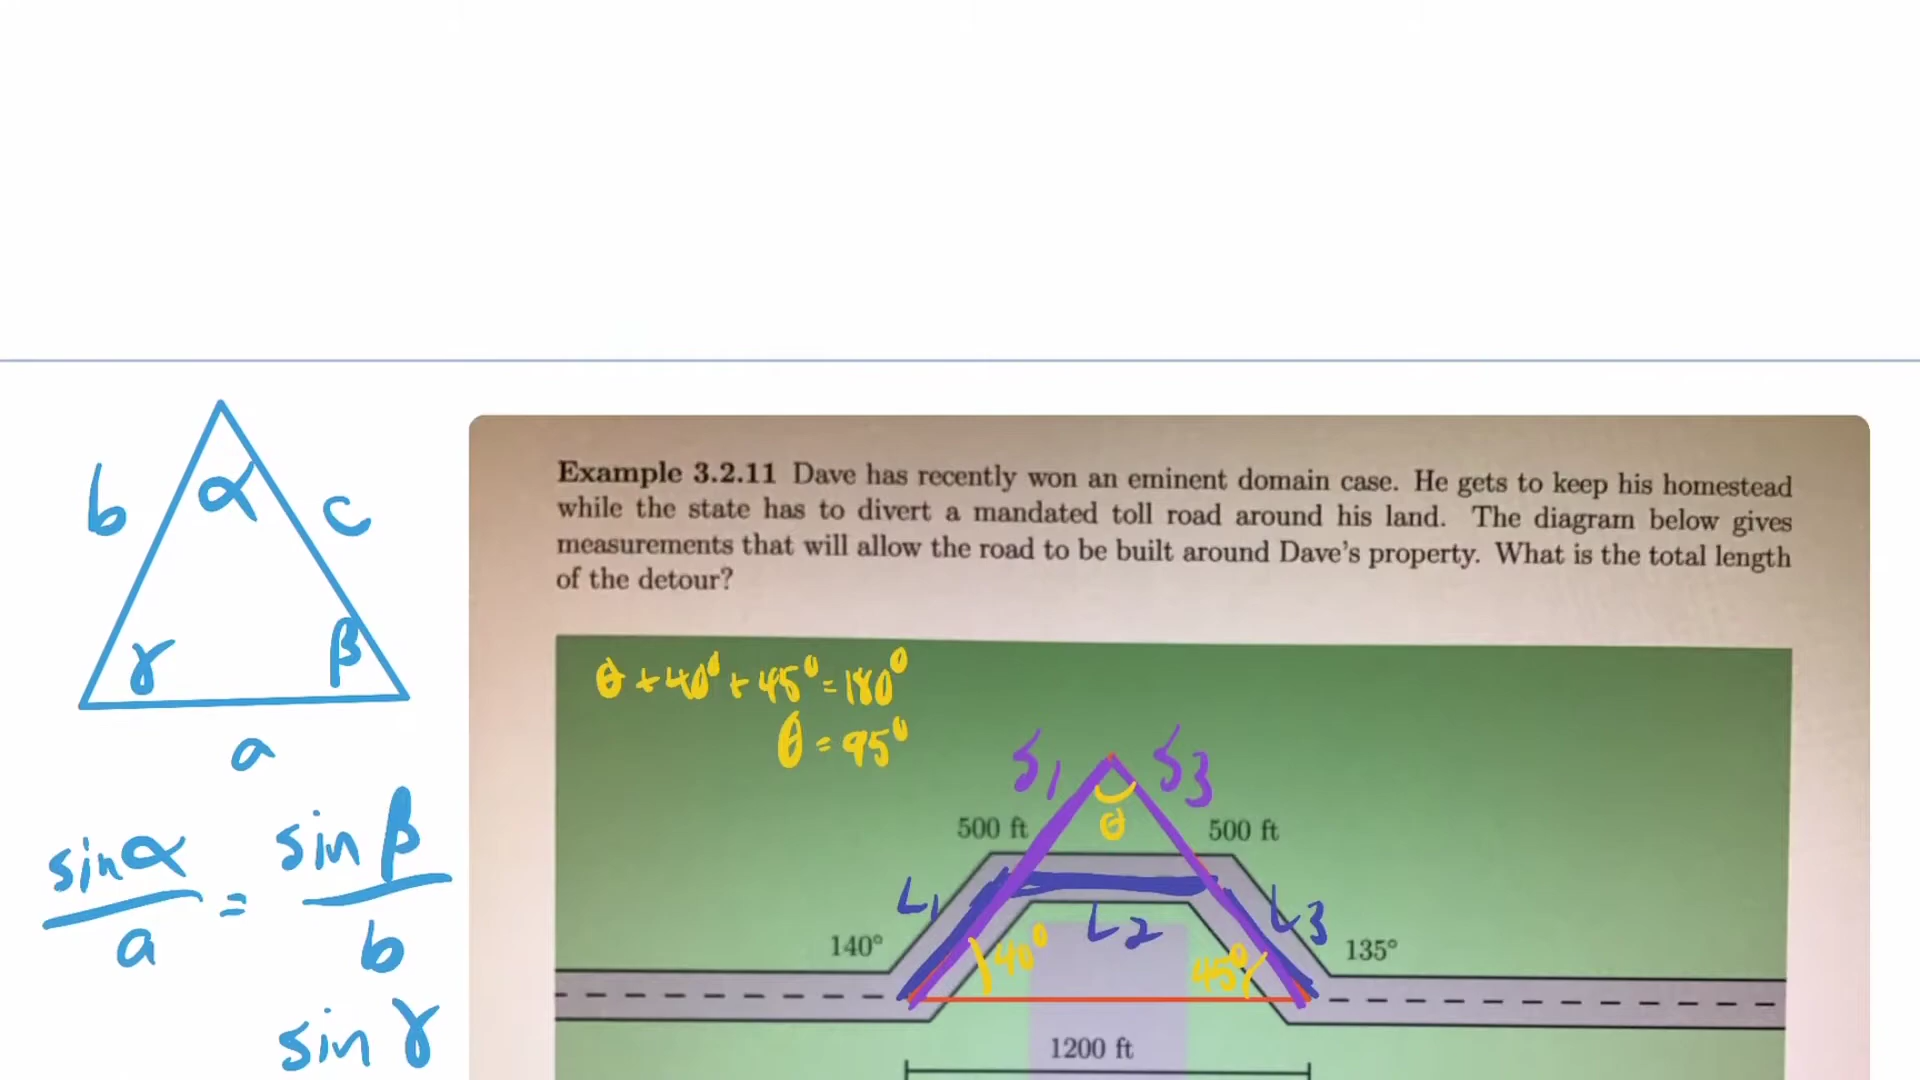 b
α
c
γ
β
a
sinα/a = sin β/b
sin γ
Example 3.2.11 Dave has recently won an eminent domain case. He gets to keep his homestead
while the state has to divert a mandated toll road around his land. The diagram below gives
measurements that will allow the road to be built around Dave's property. What is the total length
of the detour?
θ + 40° + 45° = 180°
θ = 95°
S1
S3
500 ft
θ
500 ft
L1
L2
L3
140°
40°
45°
135°
1200 ft